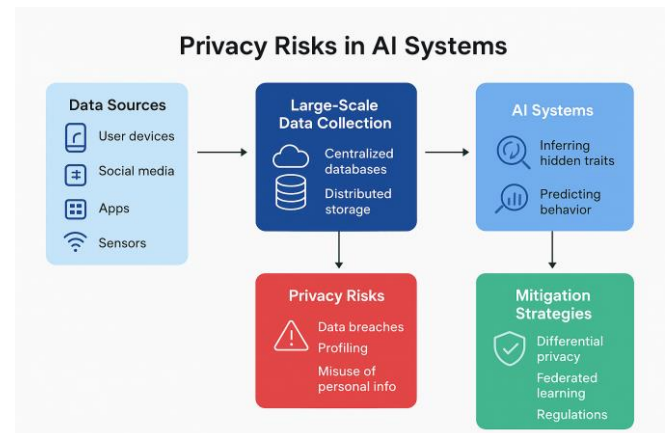 Privacy Risks in AI Systems
Data Sources
User devices
Social media
Apps
Sensors
Large-Scale
Data Collection
Centralized
databases
Distributed
storage
AI Systems
Inferring
hidden traits
Predicting
behavior
Privacy Risks
Data breaches
Profiling
Misuse of
personal info
Mitigation
Strategies
Differential
privacy
Federated
learning
Regulations